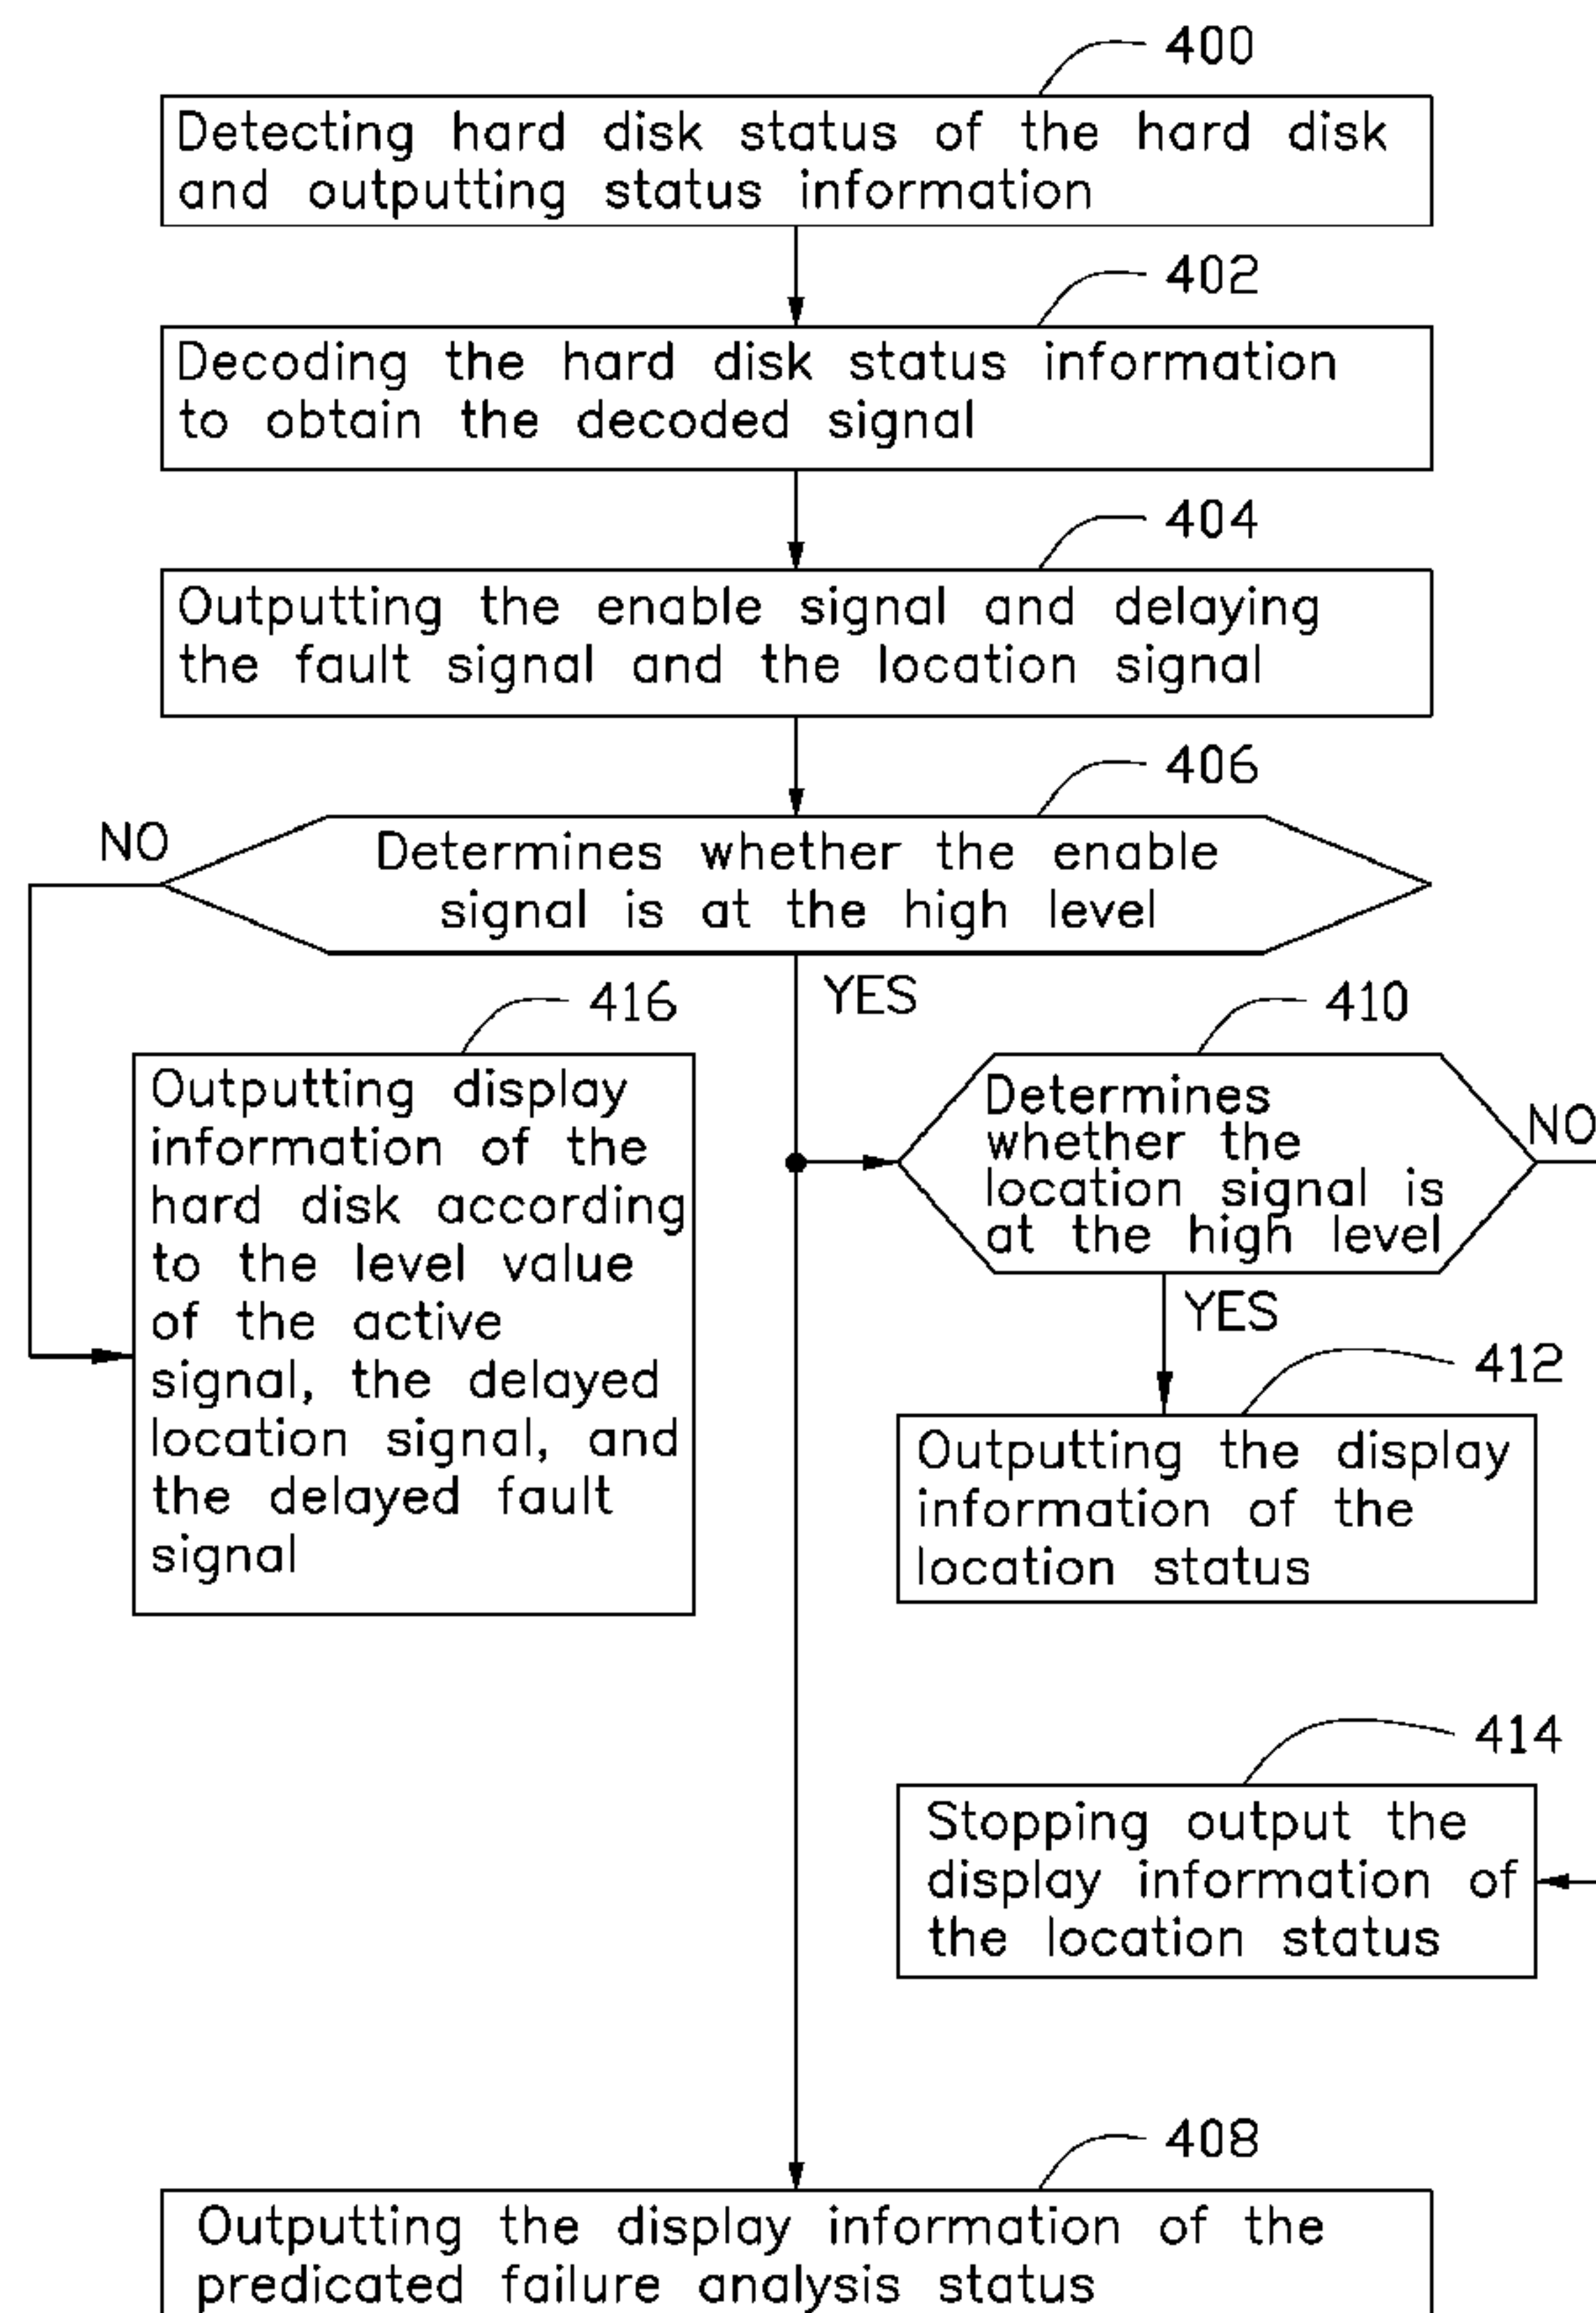 400
Detecting hard disk status of the hard disk
and outputting status information
402
Decoding the hard disk status information
to obtain the decoded signal
404
Outputting the enable signal and delaying
the fault signal and the location signal
406
NO
Determines whether the enable
signal is at the high level
YES
416
Outputting display
information of the
hard disk according
to the level value
of the active
signal, the delayed
location signal, and
the delayed fault
signal
410
Determines
whether the
location signal is
at the high level
NO
YES
412
Outputting the display
information of the
location status
414
Stopping output the
display information of
the location status
408
Outputting the display information of the
predicated failure analysis status